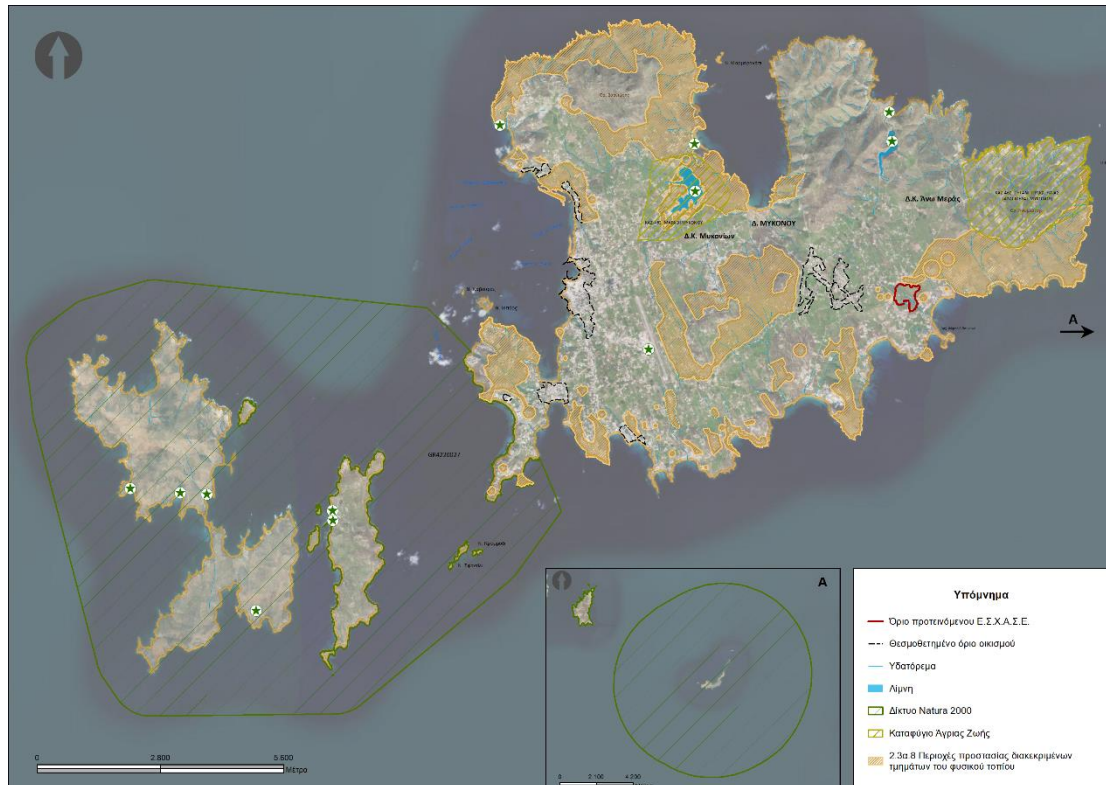 Δ.Κ. Άνω Μεράς
Δ. ΜΥΚΟΝΟΥ
Δ.Κ. Μυκονίων
A
GR4220027
A
0 2.800 5.600
Μέτρα
0 2.100 4.200
Υπόμνημα
Όριο προτεινόμενου Ε.Σ.Χ.Α.Σ.Ε.
Θεσμοθετημένο όριο οικισμού
Υδατόρεμα
Λίμνη
Δίκτυο Natura 2000
Καταφύγιο Άγριας Ζωής
2.3α.8 Περιοχές προστασίας διακεκριμένων
τμημάτων του φυσικού τοπίου